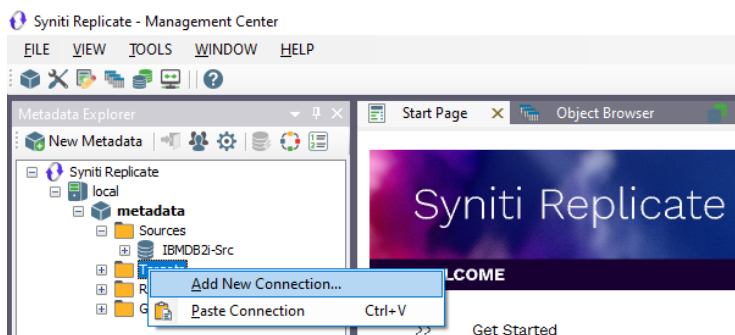 Syniti Replicate - Management Center
FILE VIEW TOOLS WINDOW HELP
Metadata Explorer
Start Page
Object Browser
New Metadata
Syniti Replicate
local
metadata
Sources
IBMDB2i-Src
Add New Connection...
Paste Connection Ctrl+V
Syniti Replicate
LCOME
>> Get Started